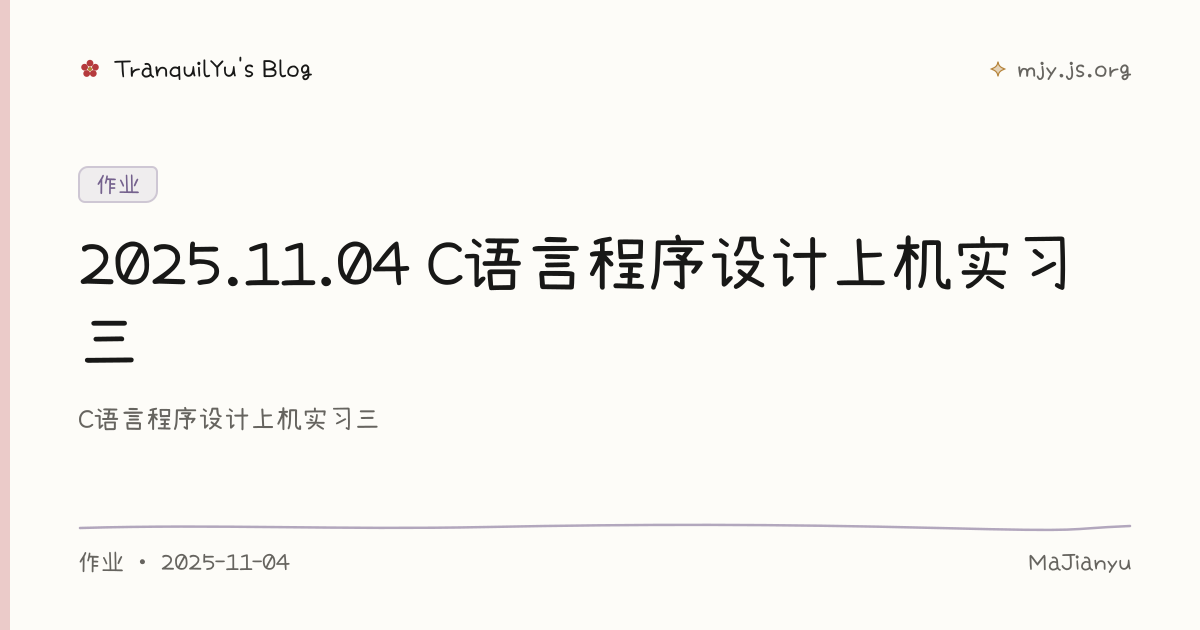 TranquilYu's Blog
mjy.js.org
作业
2025.11.04 C语言程序设计上机实习
三
C语言程序设计上机实习三
作业 • 2025-11-04
MaJianyu